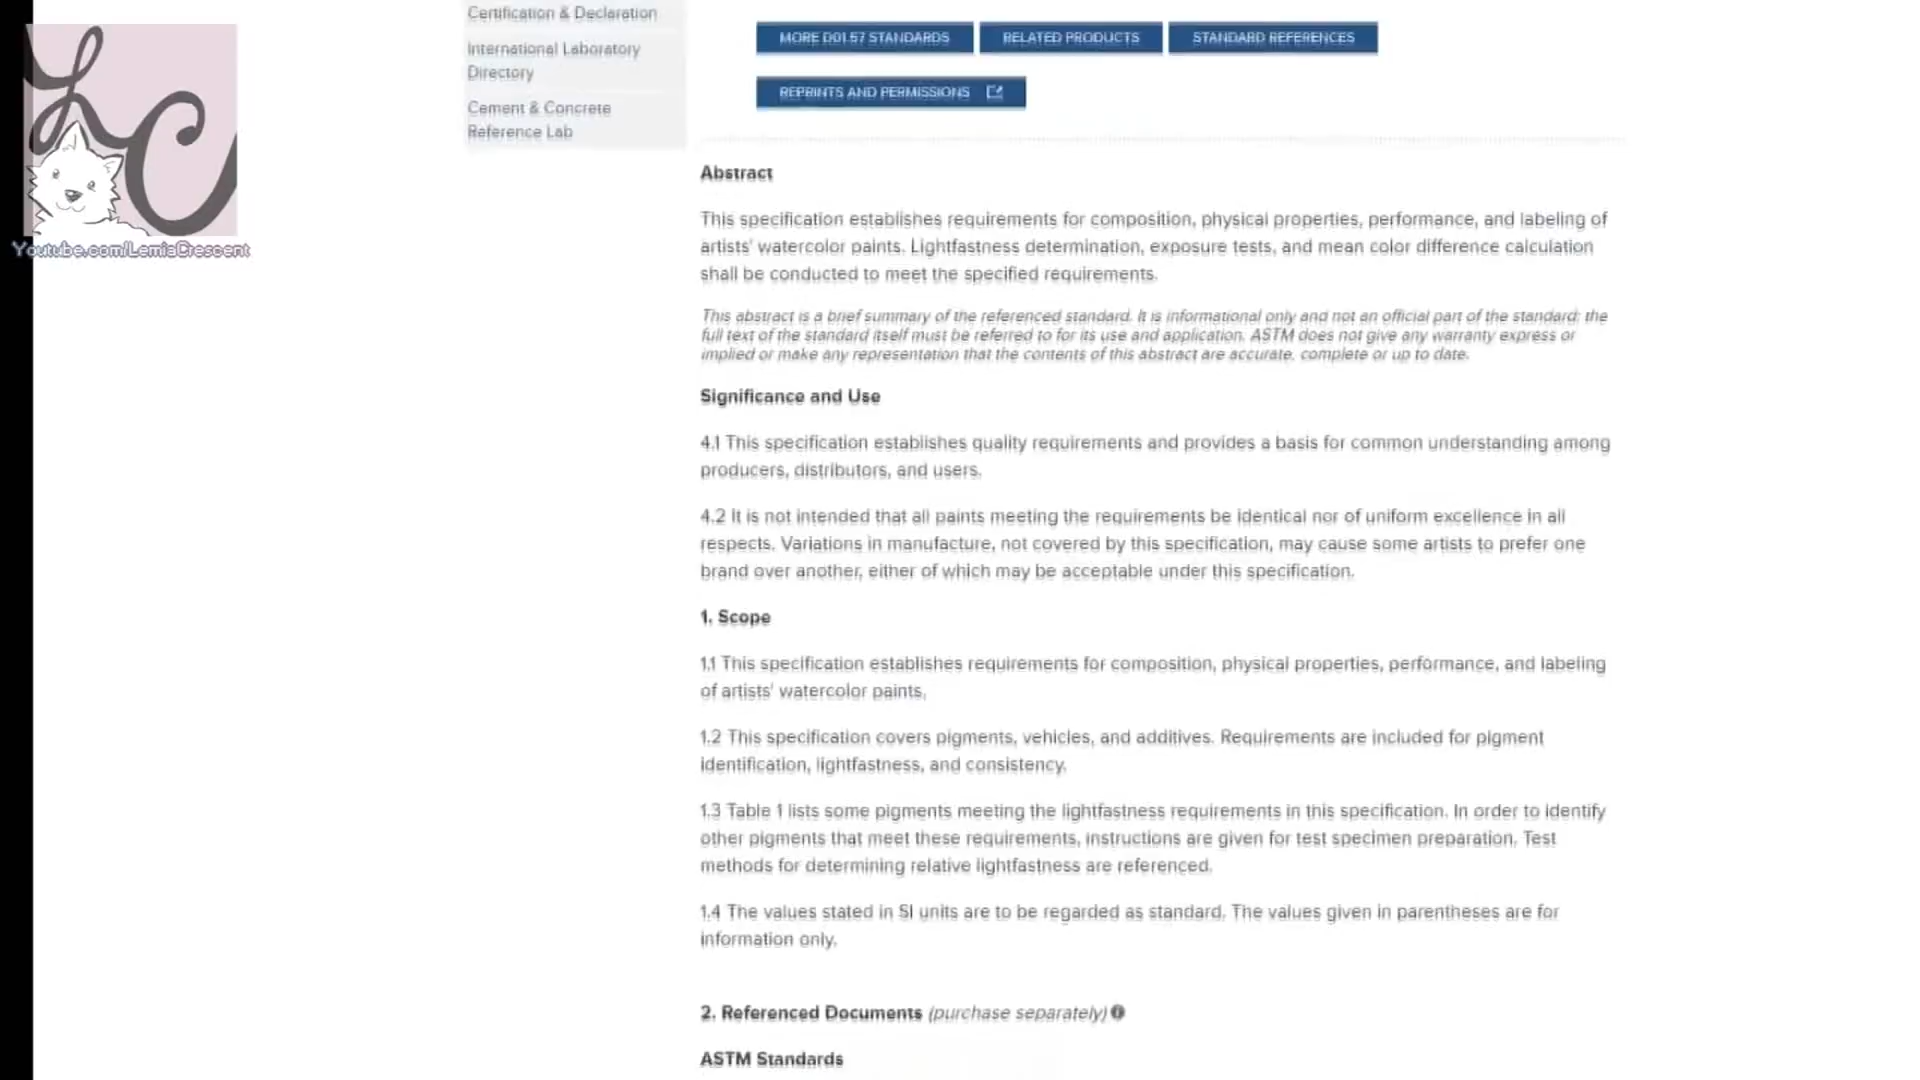 Certification & Declaration
International Laboratory
Directory
Cement & Concrete
Reference Lab
LC
Youtube.com/LemiaCrescent
MORE D01.57 STANDARDS
RELATED PRODUCTS
STANDARD REFERENCES
REPRINTS AND PERMISSIONS
Abstract
This specification establishes requirements for composition, physical properties, performance, and labeling of
artists' watercolor paints. Lightfastness determination, exposure tests, and mean color difference calculation
shall be conducted to meet the specified requirements.
This abstract is a brief summary of the referenced standard. It is informational only and not an official part of the standard; the
full text of the standard itself must be referred to for its use and application. ASTM does not give any warranty express or
implied or make any representation that the contents of this abstract are accurate, complete or up to date.
Significance and Use
4.1 This specification establishes quality requirements and provides a basis for common understanding among
producers, distributors, and users.
4.2 It is not intended that all paints meeting the requirements be identical nor of uniform excellence in all
respects. Variations in manufacture, not covered by this specification, may cause some artists to prefer one
brand over another, either of which may be acceptable under this specification.
1. Scope
1.1 This specification establishes requirements for composition, physical properties, performance, and labeling
of artists' watercolor paints.
1.2 This specification covers pigments, vehicles, and additives. Requirements are included for pigment
identification, lightfastness, and consistency.
1.3 Table 1 lists some pigments meeting the lightfastness requirements in this specification. In order to identify
other pigments that meet these requirements, instructions are given for test specimen preparation. Test
methods for determining relative lightfastness are referenced.
1.4 The values stated in SI units are to be regarded as standard. The values given in parentheses are for
information only.
2. Referenced Documents (purchase separately)
ASTM Standards